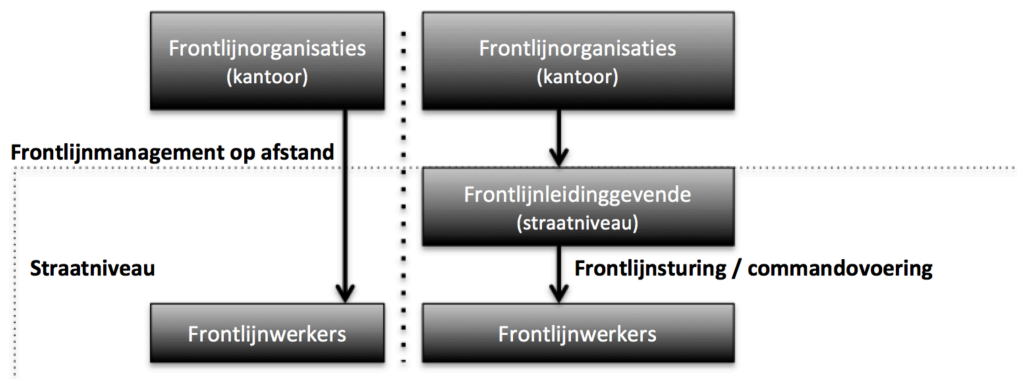 Frontlijnorganisaties
(kantoor)
Frontlijnorganisaties
(kantoor)
Frontlijnmanagement op afstand
Frontlijnleidinggevende
(straatniveau)
Straatniveau
Frontlijnsturing / commandovoering
Frontlijnwerkers
Frontlijnwerkers